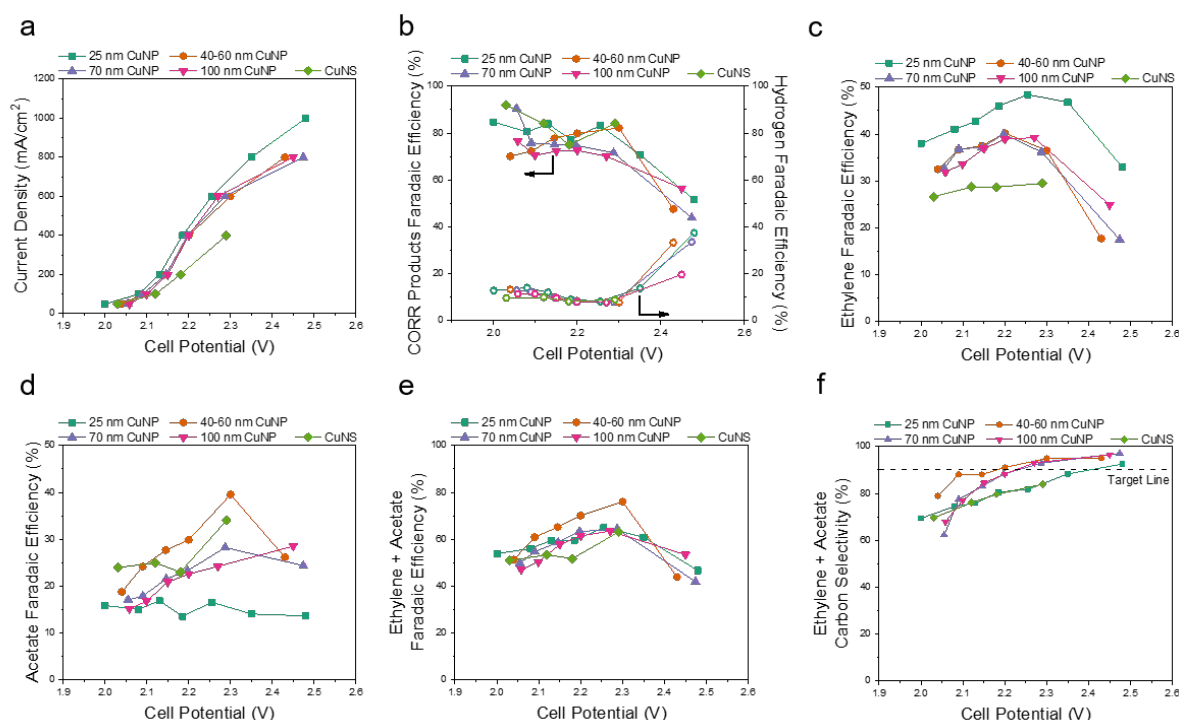 a
25 nm CuNP 40-60 nm CuNP
70 nm CuNP 100 nm CuNP CuNS
Current Density (mA/cm²)
1200
1000
800
600
400
200
0
1.9 2.0 2.1 2.2 2.3 2.4 2.5 2.6
Cell Potential (V)
b
25 nm CuNP 40-60 nm CuNP
70 nm CuNP 100 nm CuNP CuNS
CORR Products Faradaic Efficiency (%)
100
80
60
40
20
0
Hydrogen Faradaic Efficiency (%)
100
80
60
40
20
0
2.0 2.1 2.2 2.3 2.4 2.5 2.6
Cell Potential (V)
c
25 nm CuNP 40-60 nm CuNP
70 nm CuNP 100 nm CuNP CuNS
Ethylene Faradaic Efficiency (%)
50
40
30
20
10
0
1.9 2.0 2.1 2.2 2.3 2.4 2.5 2.6
Cell Potential (V)
d
25 nm CuNP 40-60 nm CuNP
70 nm CuNP 100 nm CuNP CuNS
Acetate Faradaic Efficiency (%)
50
40
30
20
10
0
1.9 2.0 2.1 2.2 2.3 2.4 2.5 2.6
Cell Potential (V)
e
25 nm CuNP 40-60 nm CuNP
70 nm CuNP 100 nm CuNP CuNS
Ethylene + Acetate
Faradaic Efficiency (%)
100
80
60
40
20
0
1.9 2.0 2.1 2.2 2.3 2.4 2.5 2.6
Cell Potential (V)
f
25 nm CuNP 40-60 nm CuNP
70 nm CuNP 100 nm CuNP CuNS
Ethylene + Acetate
Carbon Selectivity (%)
100
80
60
40
20
0
Target Line
1.9 2.0 2.1 2.2 2.3 2.4 2.5 2.6
Cell Potential (V)